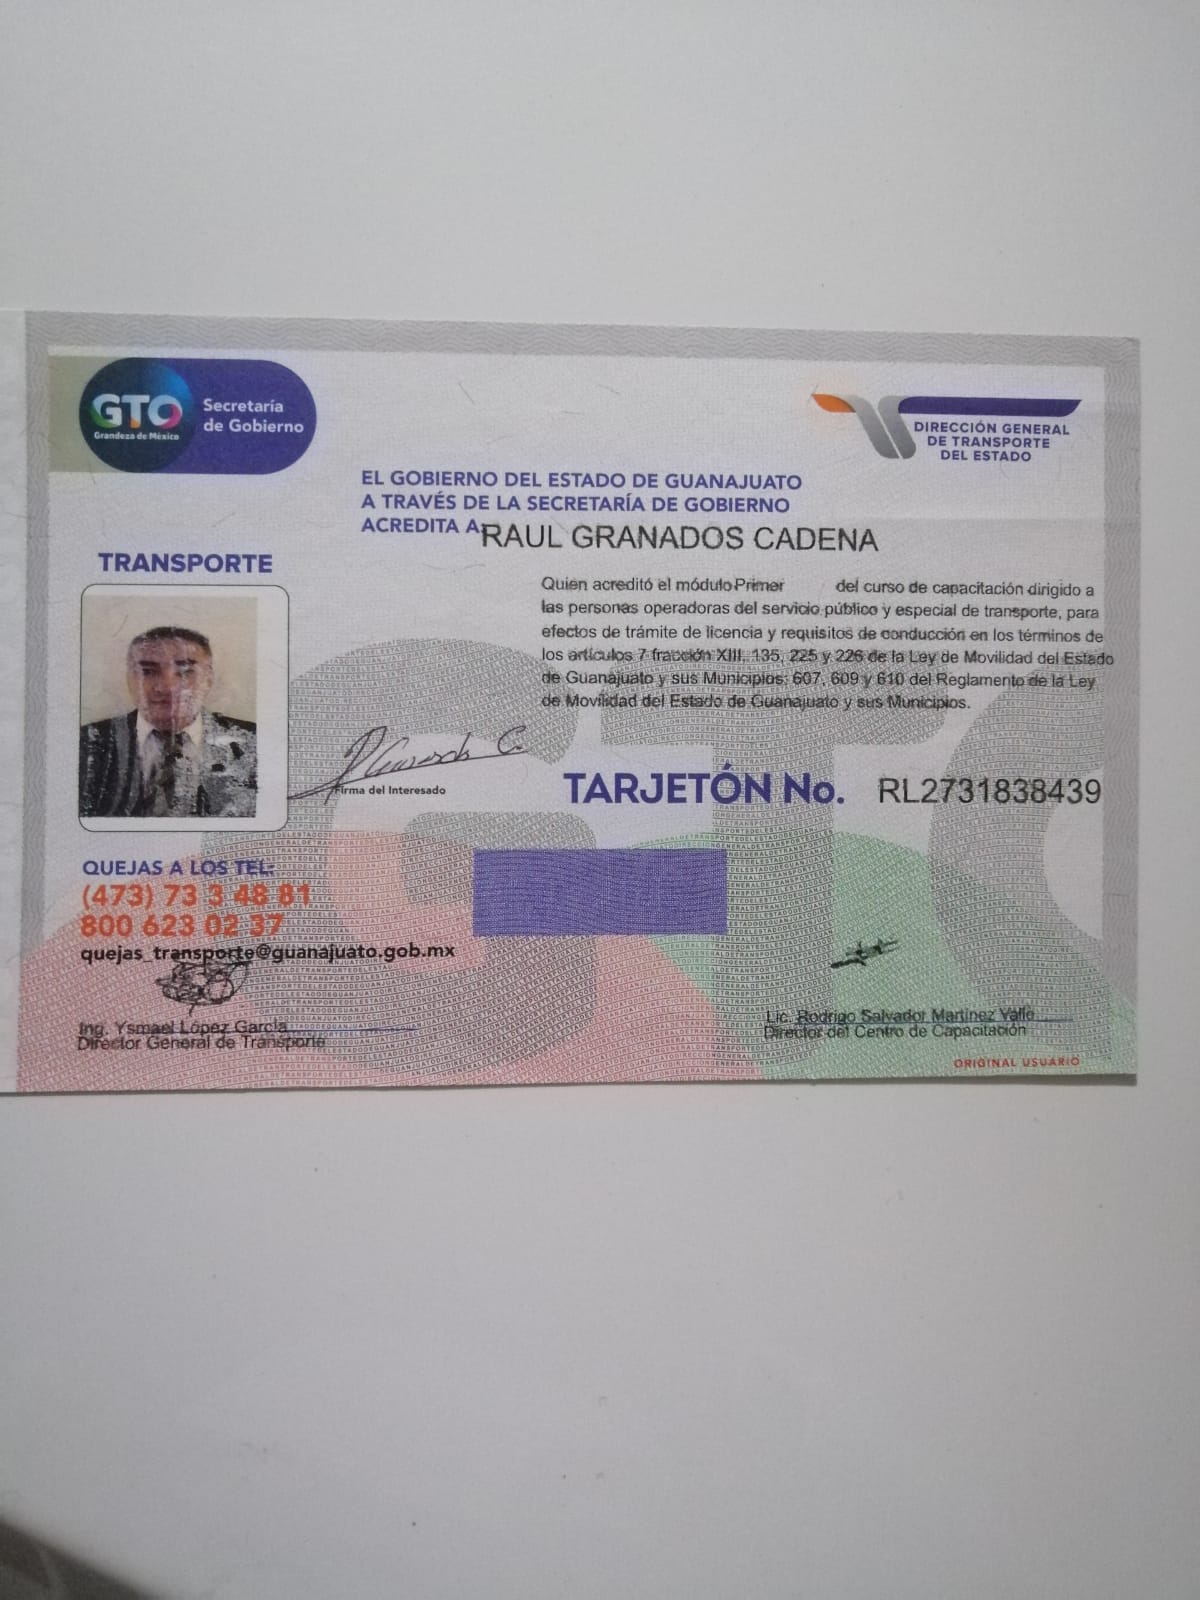 GTO
Grandeza de México
Secretaría
de Gobierno
DIRECCIÓN GENERAL
DE TRANSPORTE
DEL ESTADO
EL GOBIERNO DEL ESTADO DE GUANAJUATO
A TRAVÉS DE LA SECRETARÍA DE GOBIERNO
ACREDITA A:RAUL GRANADOS CADENA
TRANSPORTE
Quien acreditó el módulo Primer del curso de capacitación dirigido a
las personas operadoras del servicio público y especial de transporte, para
efectos de trámite de licencia y requisitos de conducción en los términos de
los artículos 7 fracción XIII, 135, 225 y 226 de la Ley de Movilidad del Estado
de Guanajuato y sus Municipios; 607, 609 y 610 del Reglamento de la Ley
de Movilidad del Estado de Guanajuato y sus Municipios.
Firma del Interesado
TARJETÓN No. RL2731838439
QUEJAS A LOS TEL:
(473) 73 3 48 81
800 623 02 37
quejas_transporte@guanajuato.gob.mx
Ing. Ysmael López García
Director General de Transporte
Lic. Rodrigo Salvador Martínez Valle
Director del Centro de Capacitación
ORIGINAL USUARIO